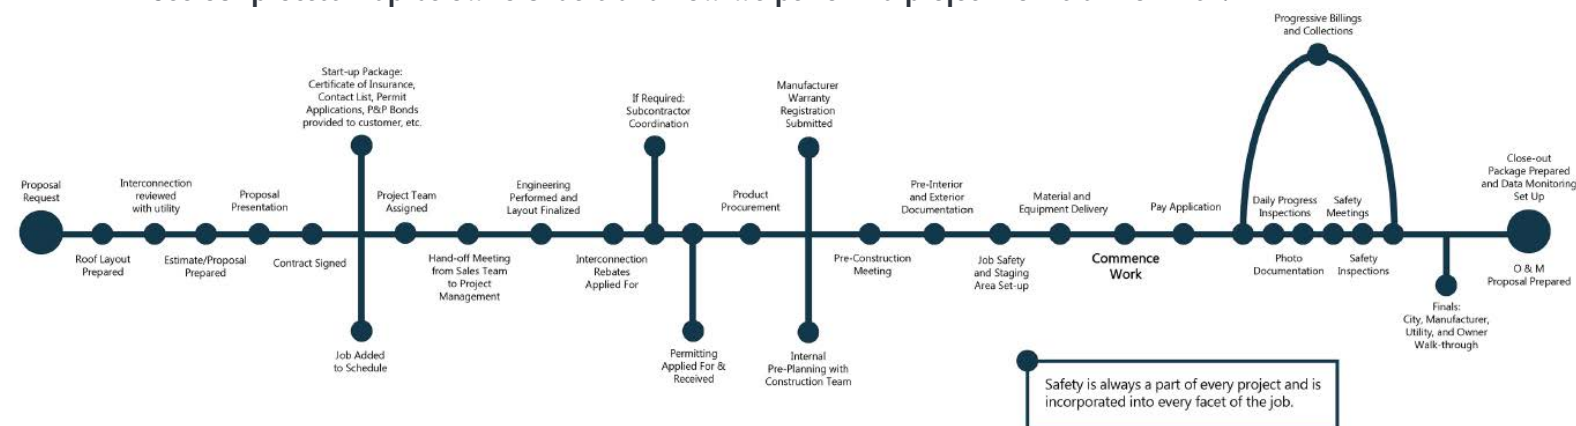 Progressive Billings
and Collections
Start-up Package:
Certificate of Insurance,
Contact List, Permit
Applications, P&P Bonds
provided to customer, etc.
If Required:
Subcontractor
Coordination
Manufacturer
Warranty
Registration
Submitted
Proposal
Request
Interconnection
reviewed
with utility
Proposal
Presentation
Project Team
Assigned
Engineering
Performed and
Layout Finalized
Product
Procurement
Pre-Interior
and Exterior
Documentation
Material and
Equipment Delivery
Pay Application
Daily Progress
Inspections
Safety
Meetings
Close-out
Package Prepared
and Data Monitoring
Set Up
Roof Layout
Prepared
Estimate/Proposal
Prepared
Contract Signed
Hand-off Meeting
from Sales Team
to Project
Management
Interconnection
Rebates
Applied For
Pre-Construction
Meeting
Job Safety
and Staging
Area Set-up
Commence
Work
Photo
Documentation
Safety
Inspections
O & M
Proposal Prepared
Finals:
City, Manufacturer,
Utility, and Owner
Walk-through
Job Added
to Schedule
Permitting
Applied For &
Received
Internal
Pre-Planning with
Construction Team
Safety is always a part of every project and is
incorporated into every facet of the job.